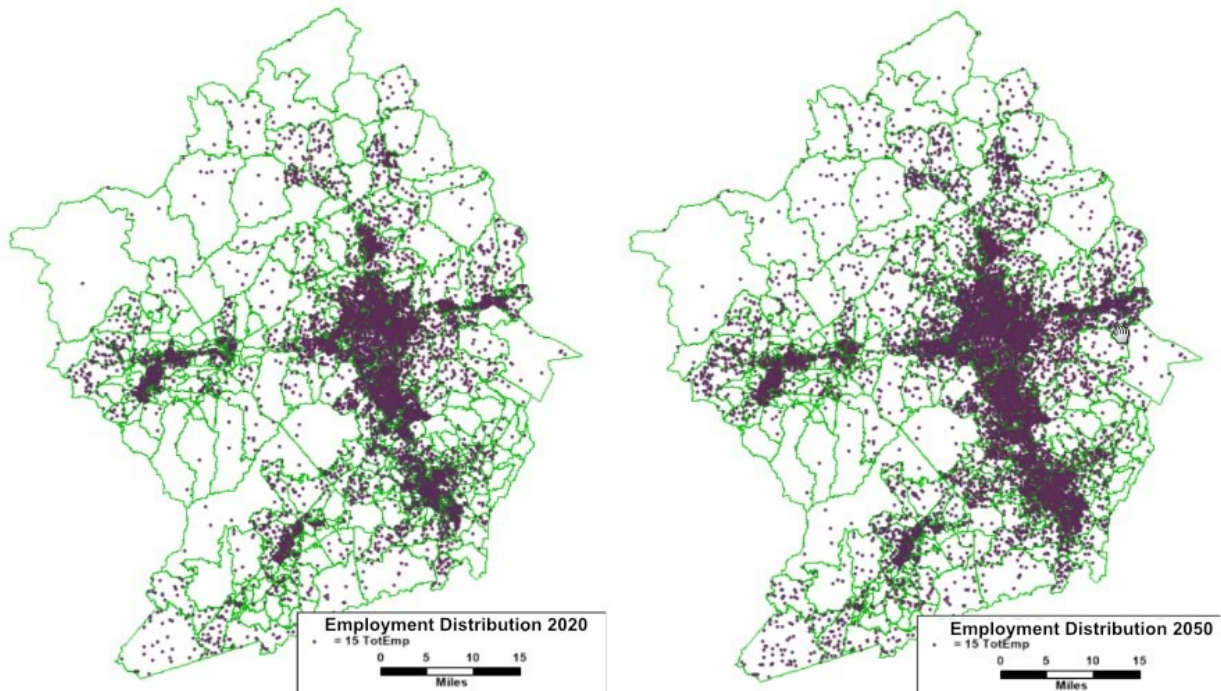 Employment Distribution 2020
= 15 TotEmp
0 5 10 15
Miles
Employment Distribution 2050
= 15 TotEmp
0 5 10 15
Miles